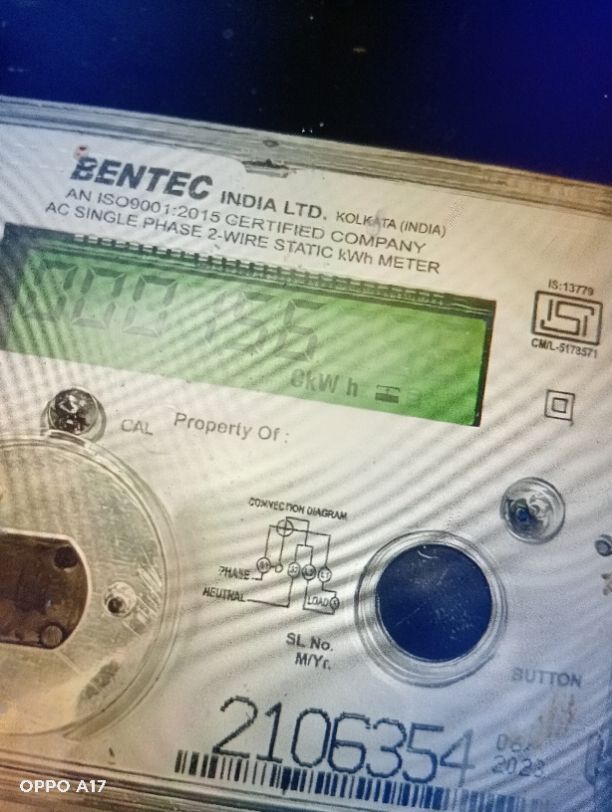 BENTEC INDIA LTD. KOLKATA (INDIA)
AN ISO9001:2015 CERTIFIED COMPANY
AC SINGLE PHASE 2-WIRE STATIC kWh METER
IS:13779
CM/L-5178571
kWh
CAL
Property Of :
CONNECTION DIAGRAM
PHASE
NEUTRAL
LOAD
SL.No.
M/Yr.
BUTTON
2106354
OPPO A17